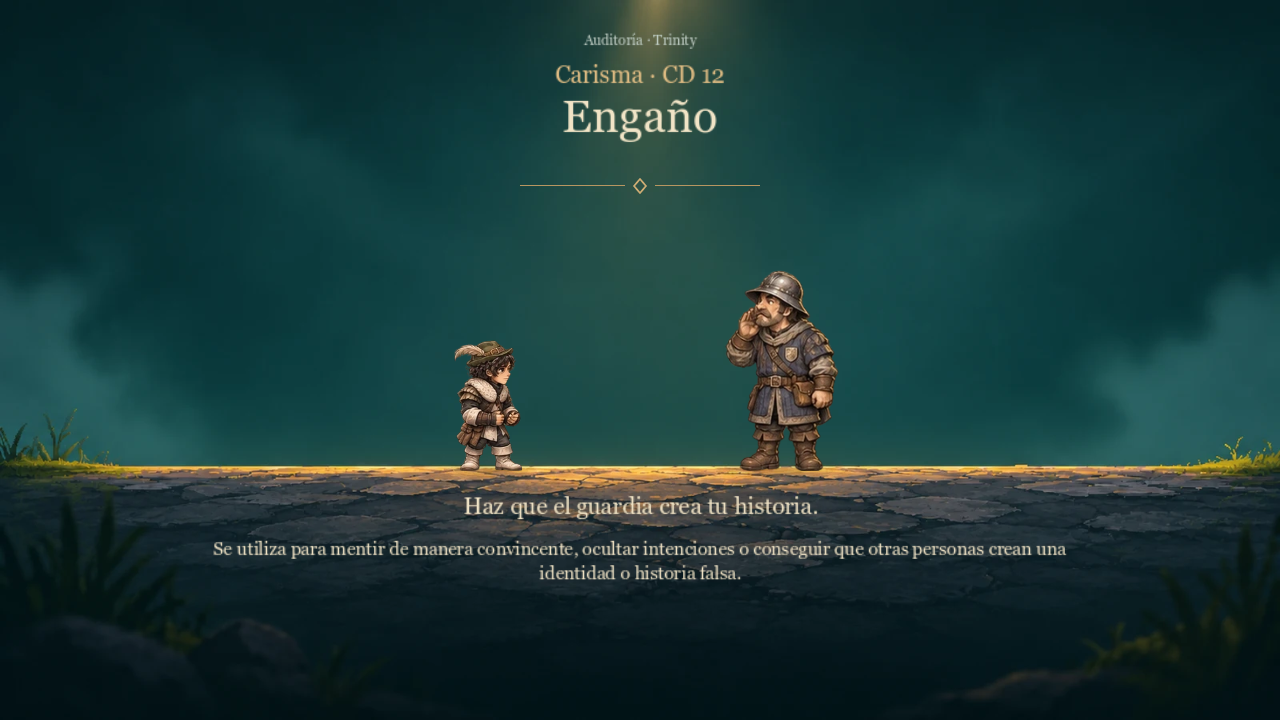 Auditoría · Trinity
Carisma · CD 12
Engaño
Haz que el guardia crea tu historia.
Se utiliza para mentir de manera convincente, ocultar intenciones o conseguir que otras personas crean una
identidad o historia falsa.